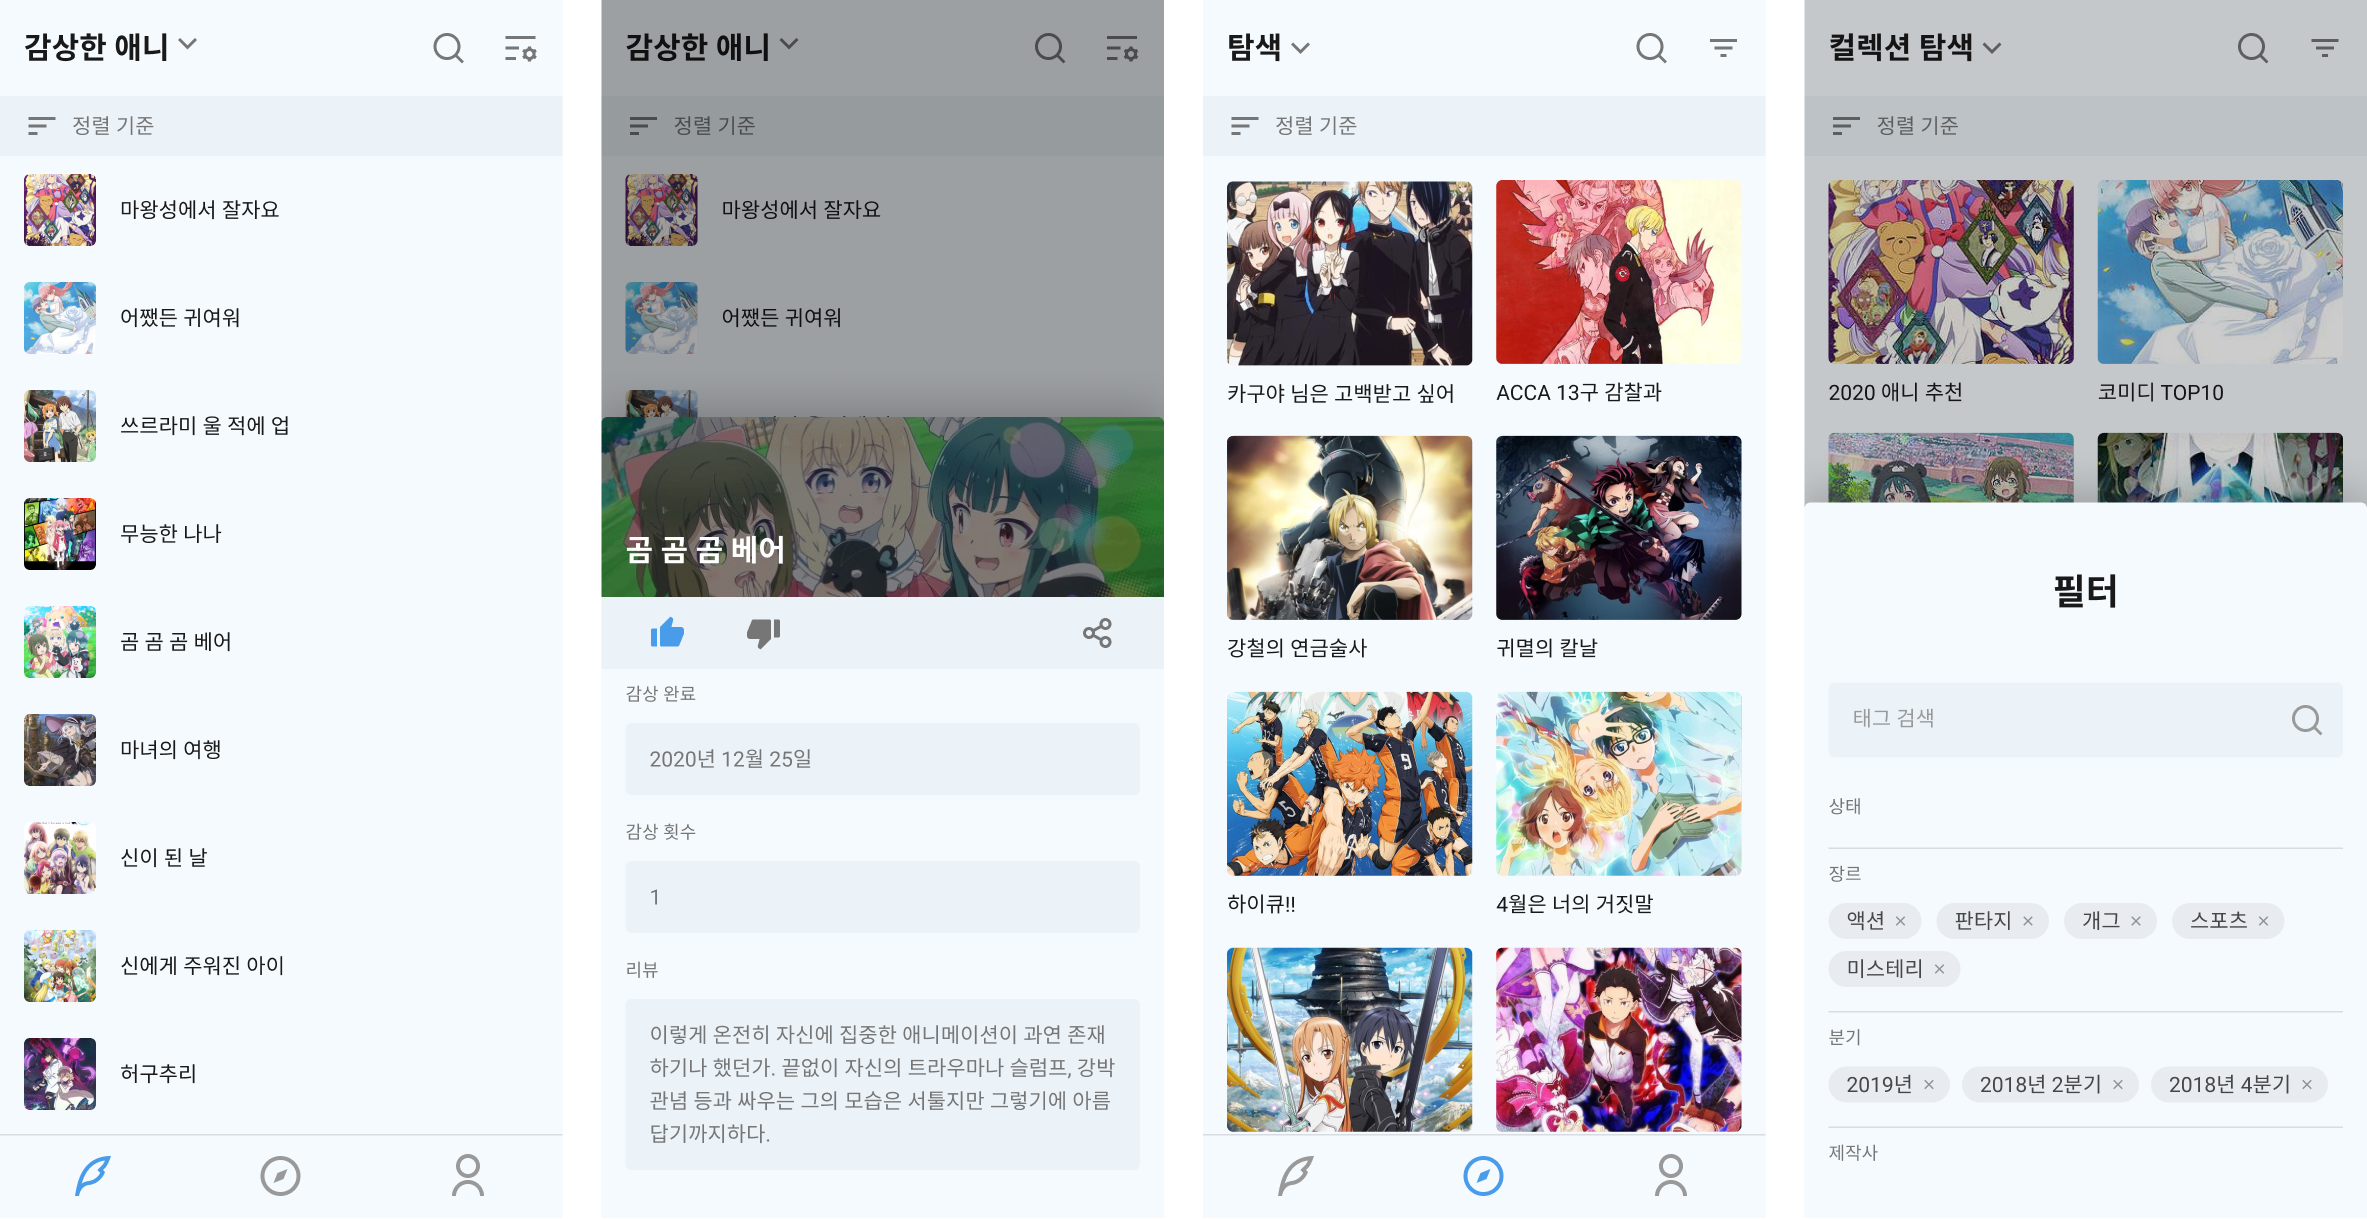 감상한 애니
정렬 기준
마왕성에서 잘자요
어쨌든 귀여워
쓰르라미 울 적에 업
무능한 나나
곰 곰 곰 베어
마녀의 여행
신이 된 날
신에게 주워진 아이
허구추리
감상한 애니
정렬 기준
마왕성에서 잘자요
어쨌든 귀여워
곰 곰 곰 베어
감상 완료
2020년 12월 25일
감상 횟수
1
리뷰
이렇게 온전히 자신에 집중한 애니메이션이 과연 존재
하기나 했던가. 끝없이 자신의 트라우마나 슬럼프, 강박
관념 등과 싸우는 그의 모습은 서툴지만 그렇기에 아름
답기까지하다.
탐색
정렬 기준
카구야 님은 고백받고 싶어
ACCA 13구 감찰과
강철의 연금술사
귀멸의 칼날
하이큐!!
4월은 너의 거짓말
컬렉션 탐색
정렬 기준
2020 애니 추천
코미디 TOP10
필터
태그 검색
상태
장르
액션 ×
판타지 ×
개그 ×
스포츠 ×
미스테리 ×
분기
2019년 ×
2018년 2분기 ×
2018년 4분기 ×
제작사